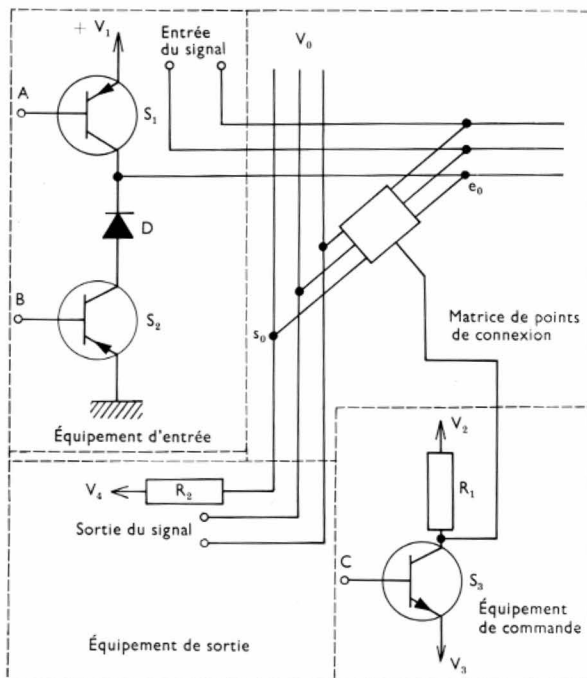 + V₁
Entrée
du signal
V₀
A
S₁
e₀
D
B
S₂
s₀
Matrice de points
de connexion
Équipement d'entrée
V₂
V₄
R₂
R₁
Sortie du signal
C
S₃
Équipement
de commande
Équipement de sortie
V₃